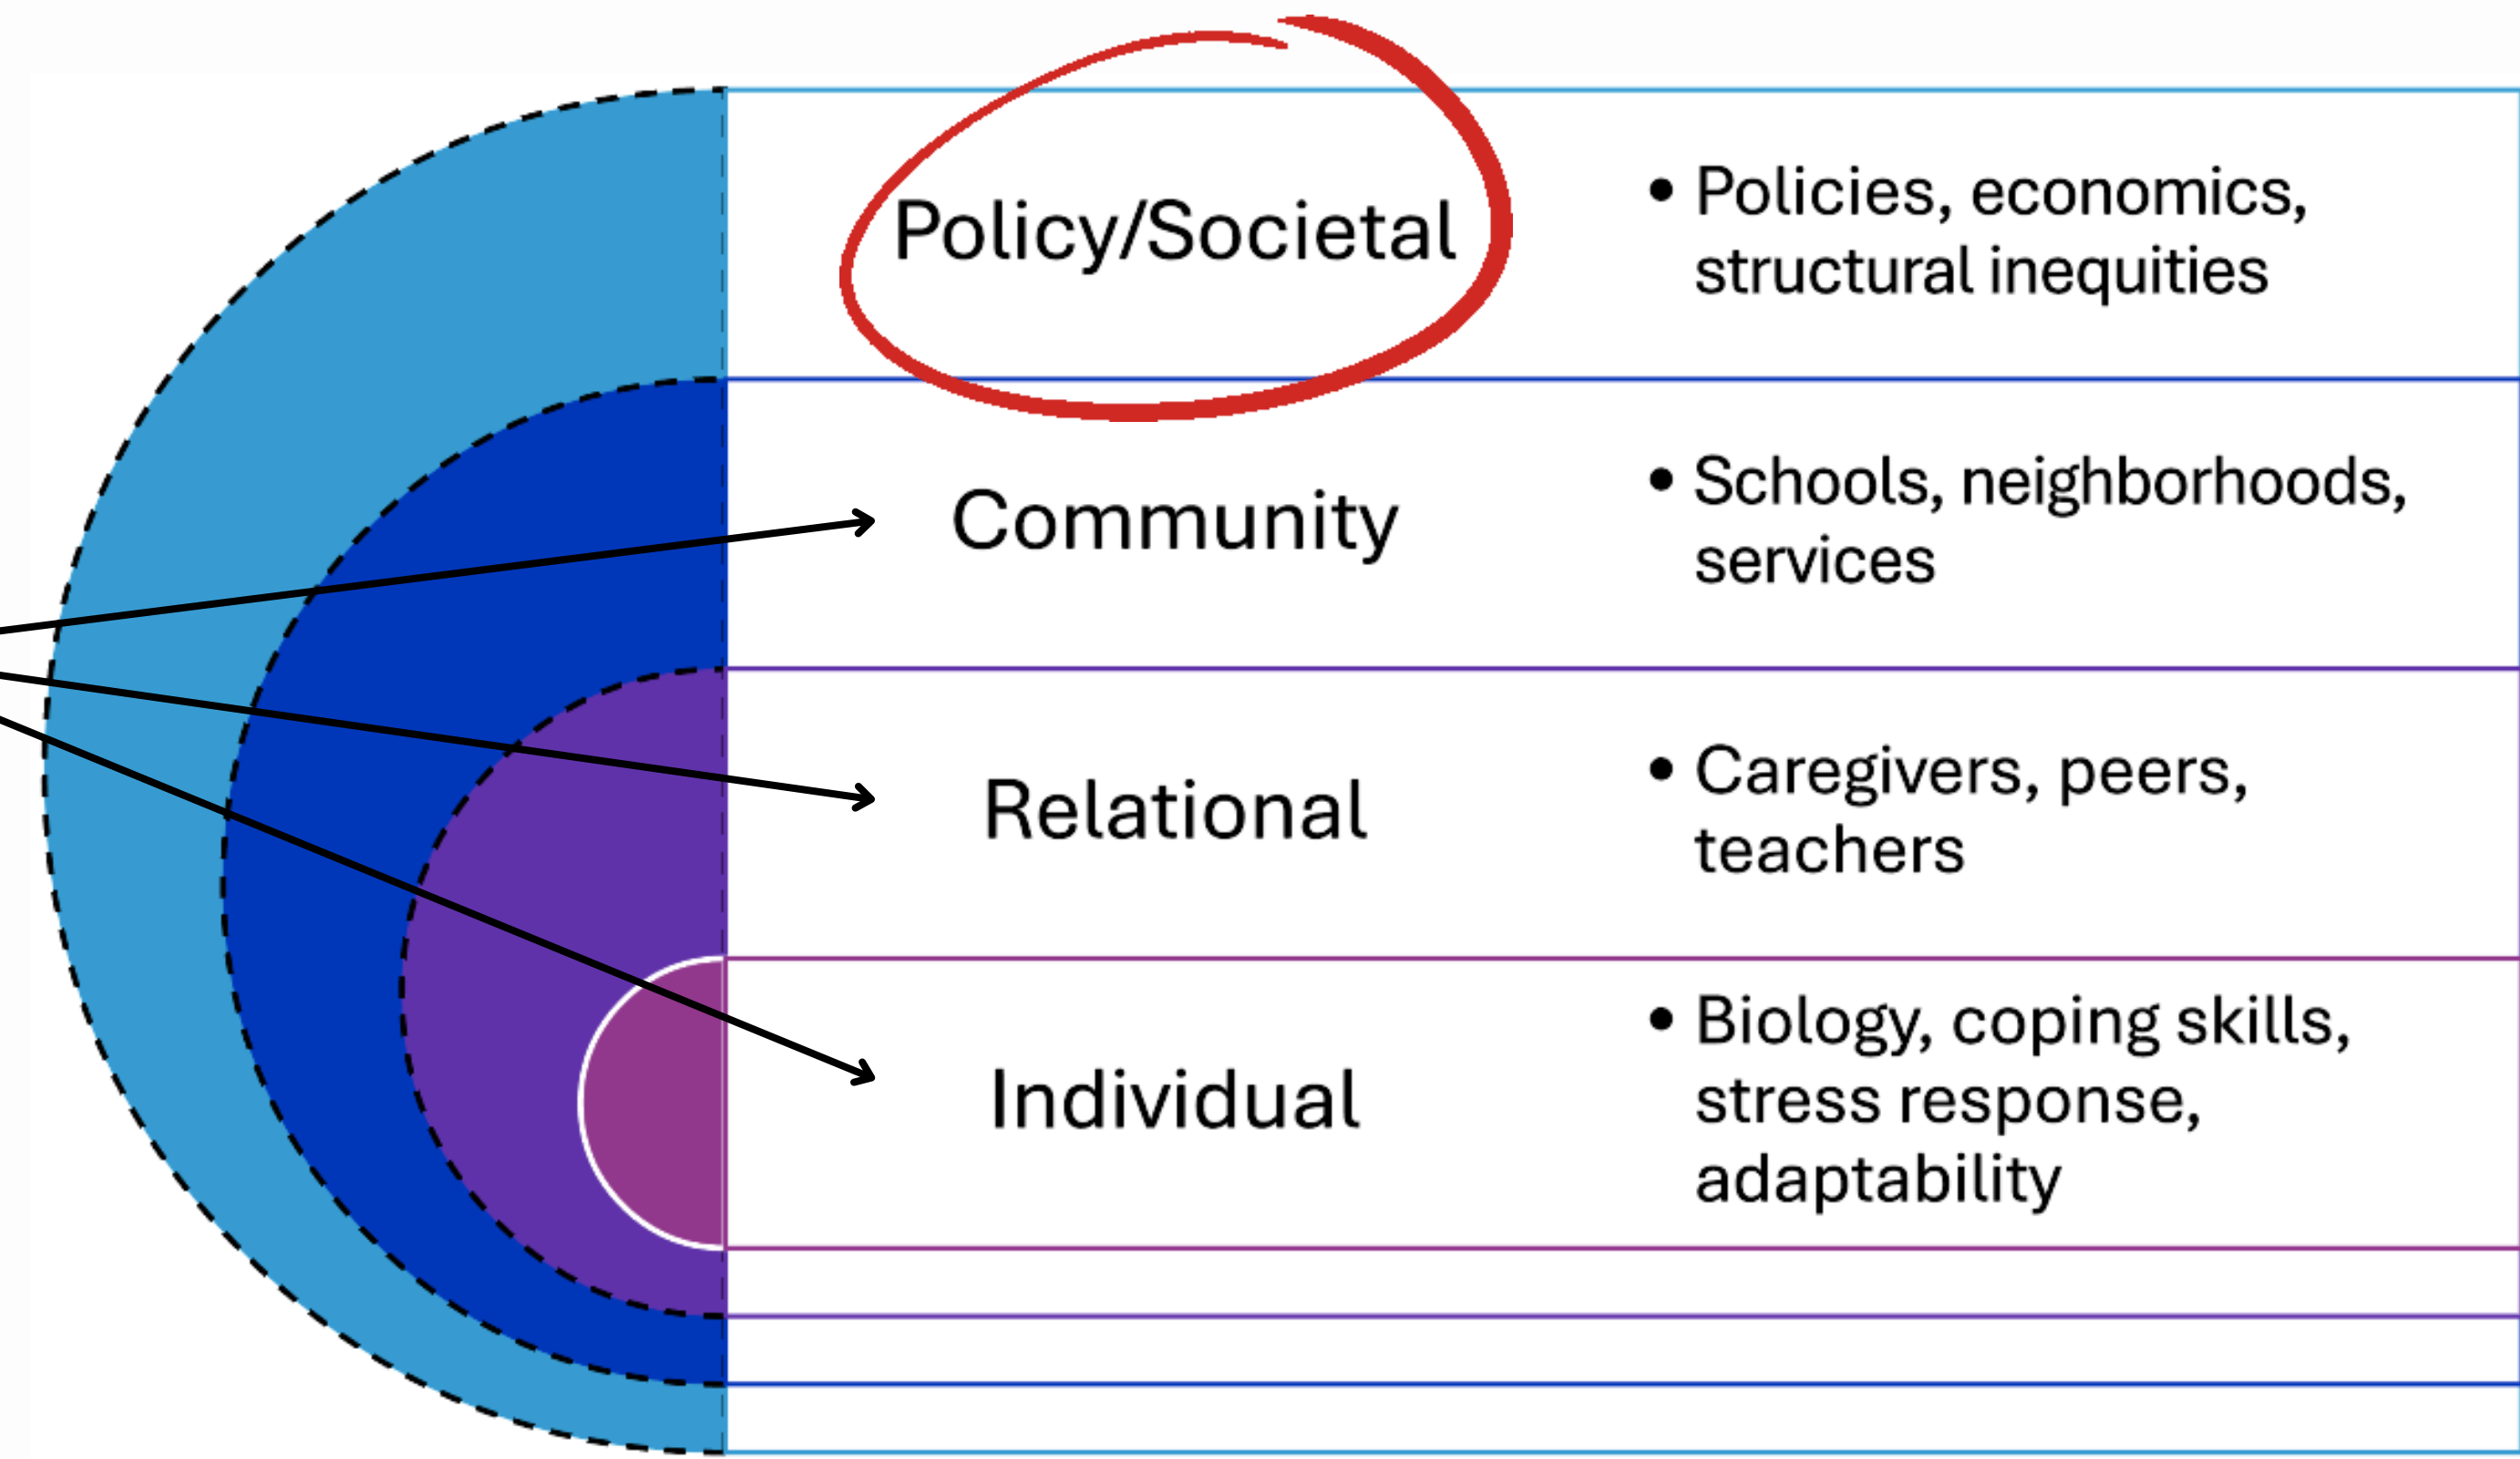 Policy/Societal
• Policies, economics,
structural inequities
Community
• Schools, neighborhoods,
services
Relational
• Caregivers, peers,
teachers
Individual
• Biology, coping skills,
stress response,
adaptability